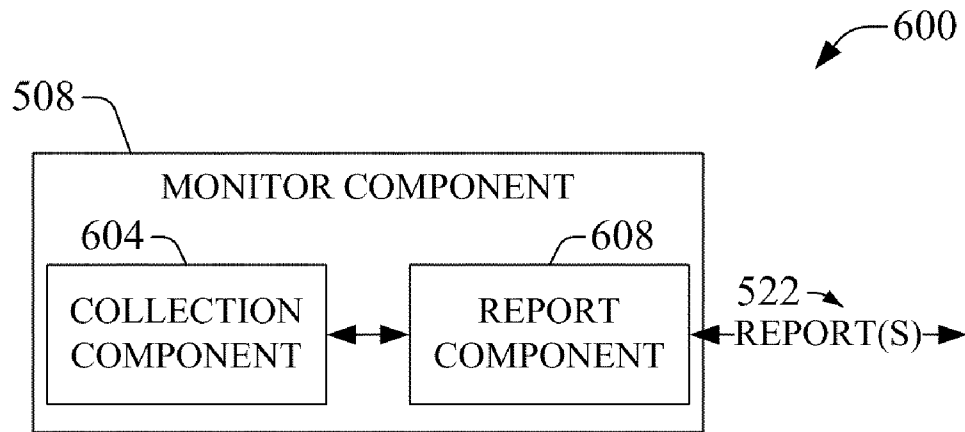 600
508
MONITOR COMPONENT
604
608
COLLECTION
COMPONENT
REPORT
COMPONENT
522
REPORT(S)